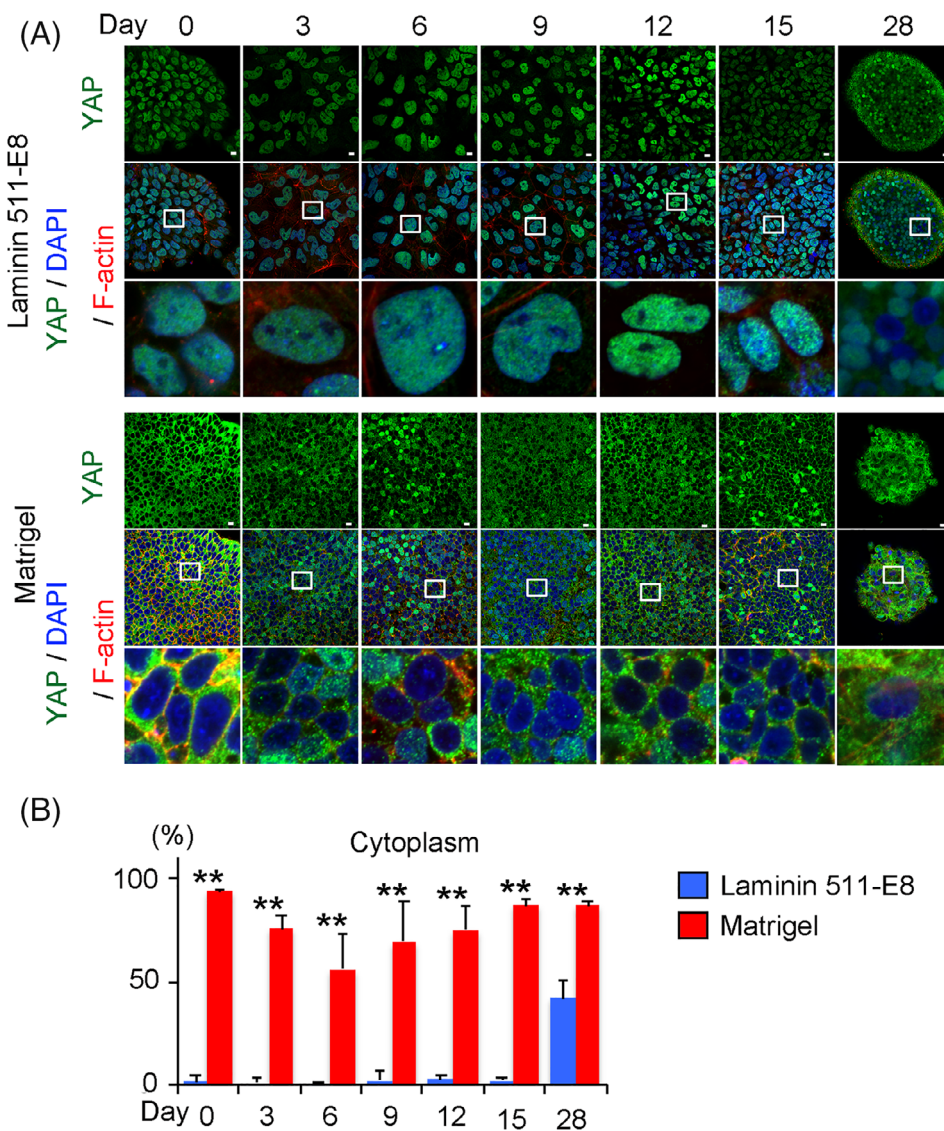 (A)
Day 0 3 6 9 12 15 28
Laminin 511-E8
YAP
YAP / DAPI
/ F-actin
Matrigel
YAP
YAP / DAPI
/ F-actin
(B)
(%)
Cytoplasm
100
50
0
** ** ** ** ** ** **
Day 0 3 6 9 12 15 28
Laminin 511-E8
Matrigel